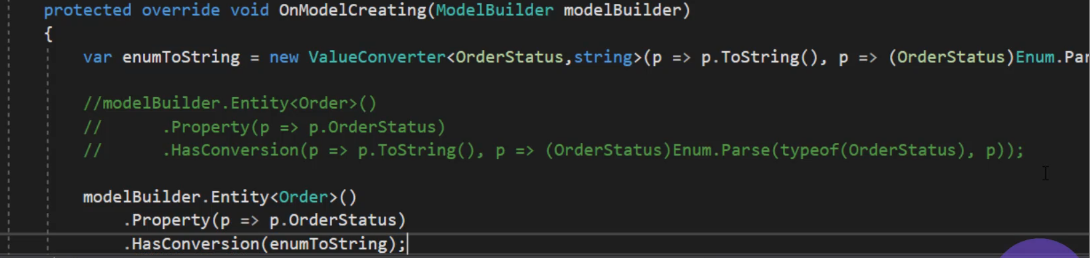 protected override void OnModelCreating(ModelBuilder modelBuilder)
{
var enumToString = new ValueConverter<OrderStatus,string>(p => p.ToString(), p => (OrderStatus)Enum.Par
//modelBuilder.Entity<Order>()
// .Property(p => p.OrderStatus)
// .HasConversion(p => p.ToString(), p => (OrderStatus)Enum.Parse(typeof(OrderStatus), p));
modelBuilder.Entity<Order>()
.Property(p => p.OrderStatus)
.HasConversion(enumToString);